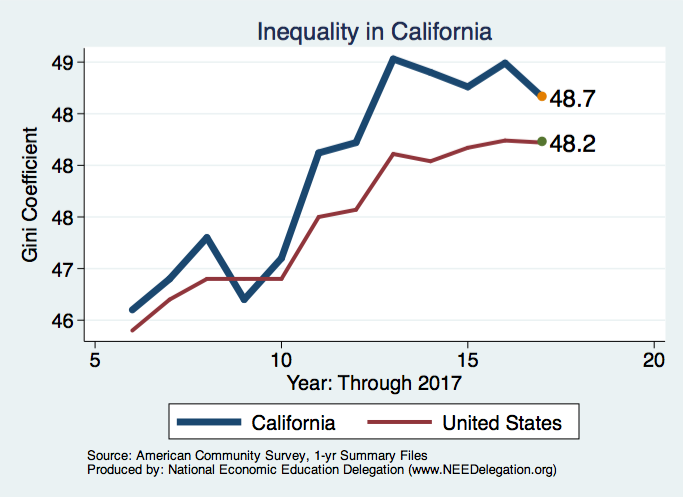 Inequality in California
Gini Coefficient
49
48
48
48
47
46
48.7
48.2
5
10
15
20
Year: Through 2017
California
United States
Source: American Community Survey, 1-yr Summary Files
Produced by: National Economic Education Delegation (www.NEEDelegation.org)